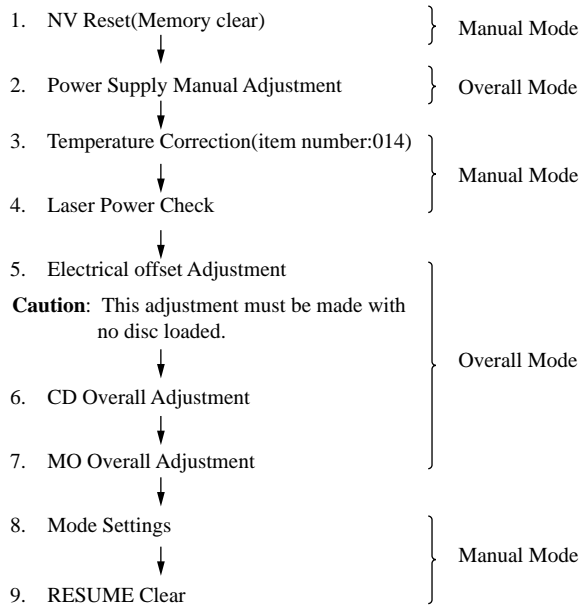 1. NV Reset(Memory clear)
Manual Mode
2. Power Supply Manual Adjustment
Overall Mode
3. Temperature Correction(item number:014)
4. Laser Power Check
Manual Mode
5. Electrical offset Adjustment
Caution: This adjustment must be made with
no disc loaded.
6. CD Overall Adjustment
7. MO Overall Adjustment
Overall Mode
8. Mode Settings
9. RESUME Clear
Manual Mode